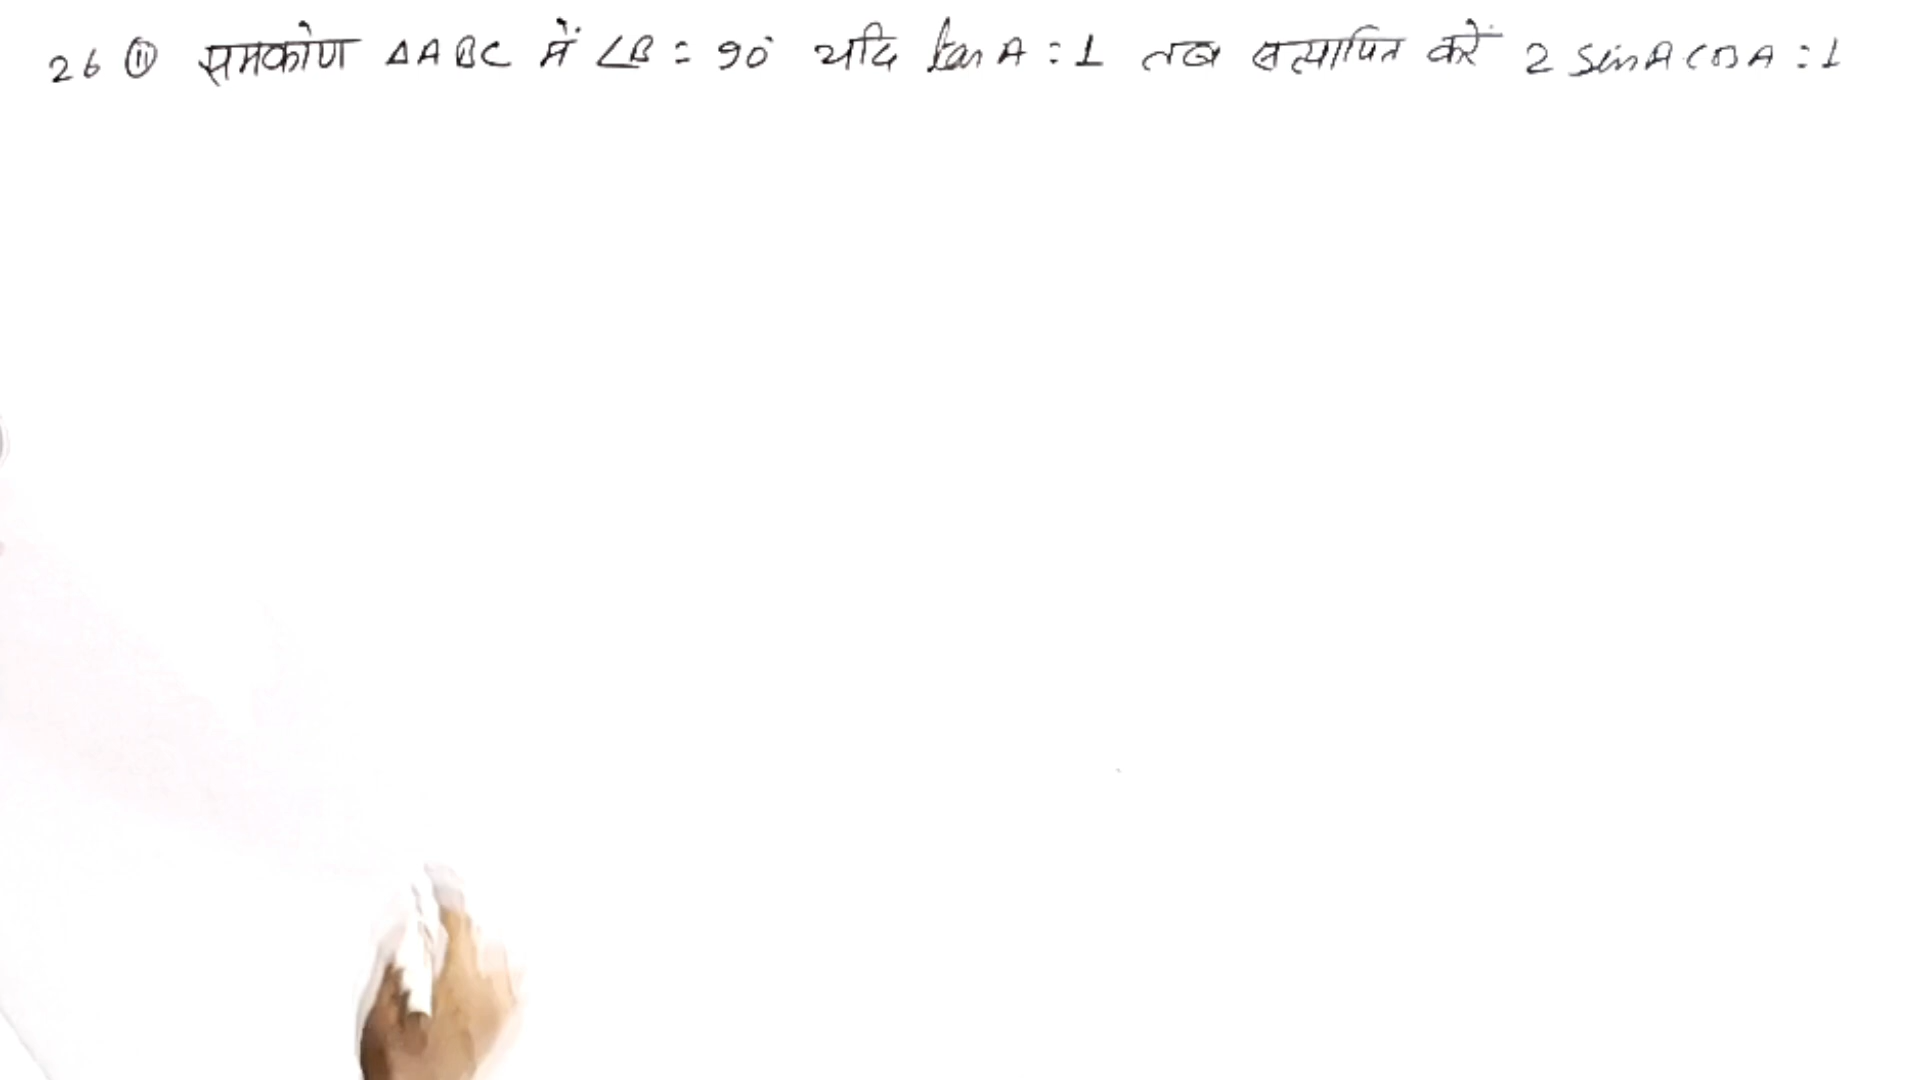 26 (ii) समकोण ΔABC में ∠B = 90° यदि tan A = 1 तब सत्यापित करें 2 sin A cos A = 1